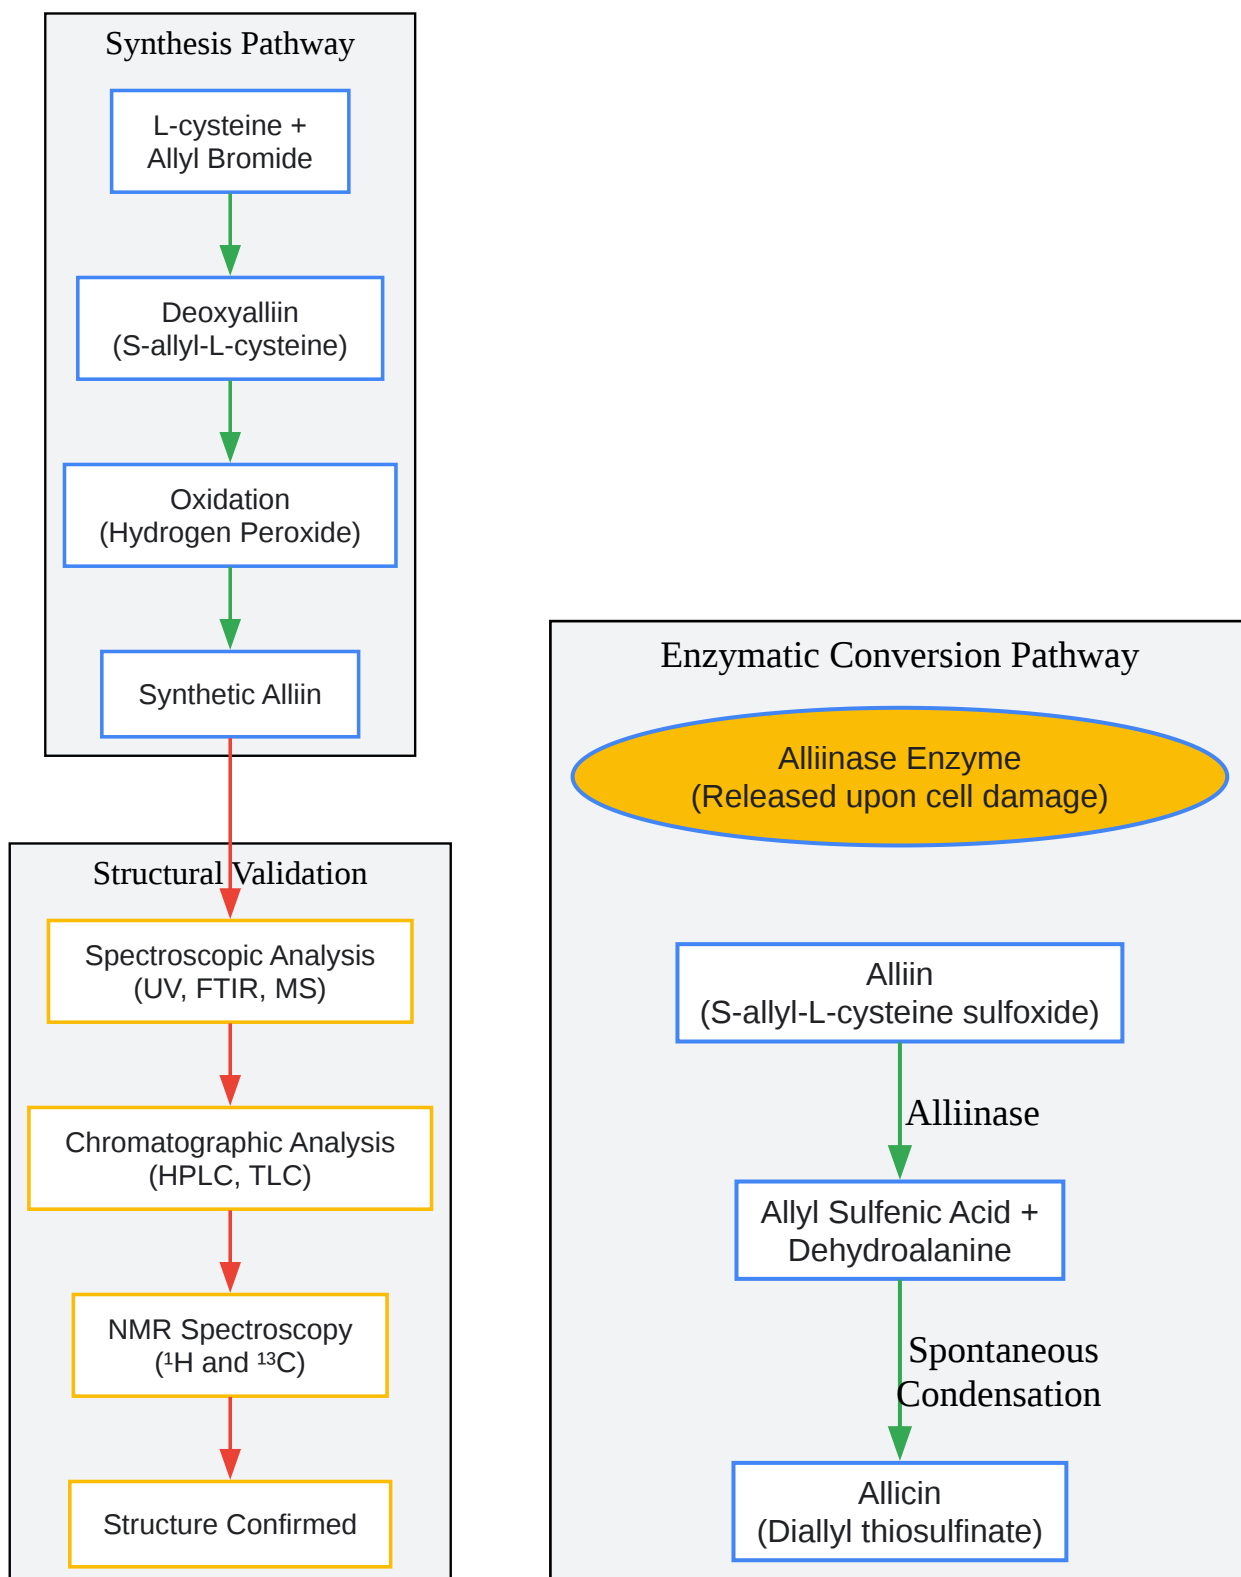 Synthesis Pathway
L-cysteine +
Allyl Bromide
Deoxyalliin
(S-allyl-L-cysteine)
Oxidation
(Hydrogen Peroxide)
Synthetic Alliin
Structural Validation
Spectroscopic Analysis
(UV, FTIR, MS)
Chromatographic Analysis
(HPLC, TLC)
NMR Spectroscopy
(¹H and ¹³C)
Structure Confirmed
Enzymatic Conversion Pathway
Alliinase Enzyme
(Released upon cell damage)
Alliin
(S-allyl-L-cysteine sulfoxide)
Alliinase
Allyl Sulfenic Acid +
Dehydroalanine
Spontaneous
Condensation
Allicin
(Diallyl thiosulfinate)